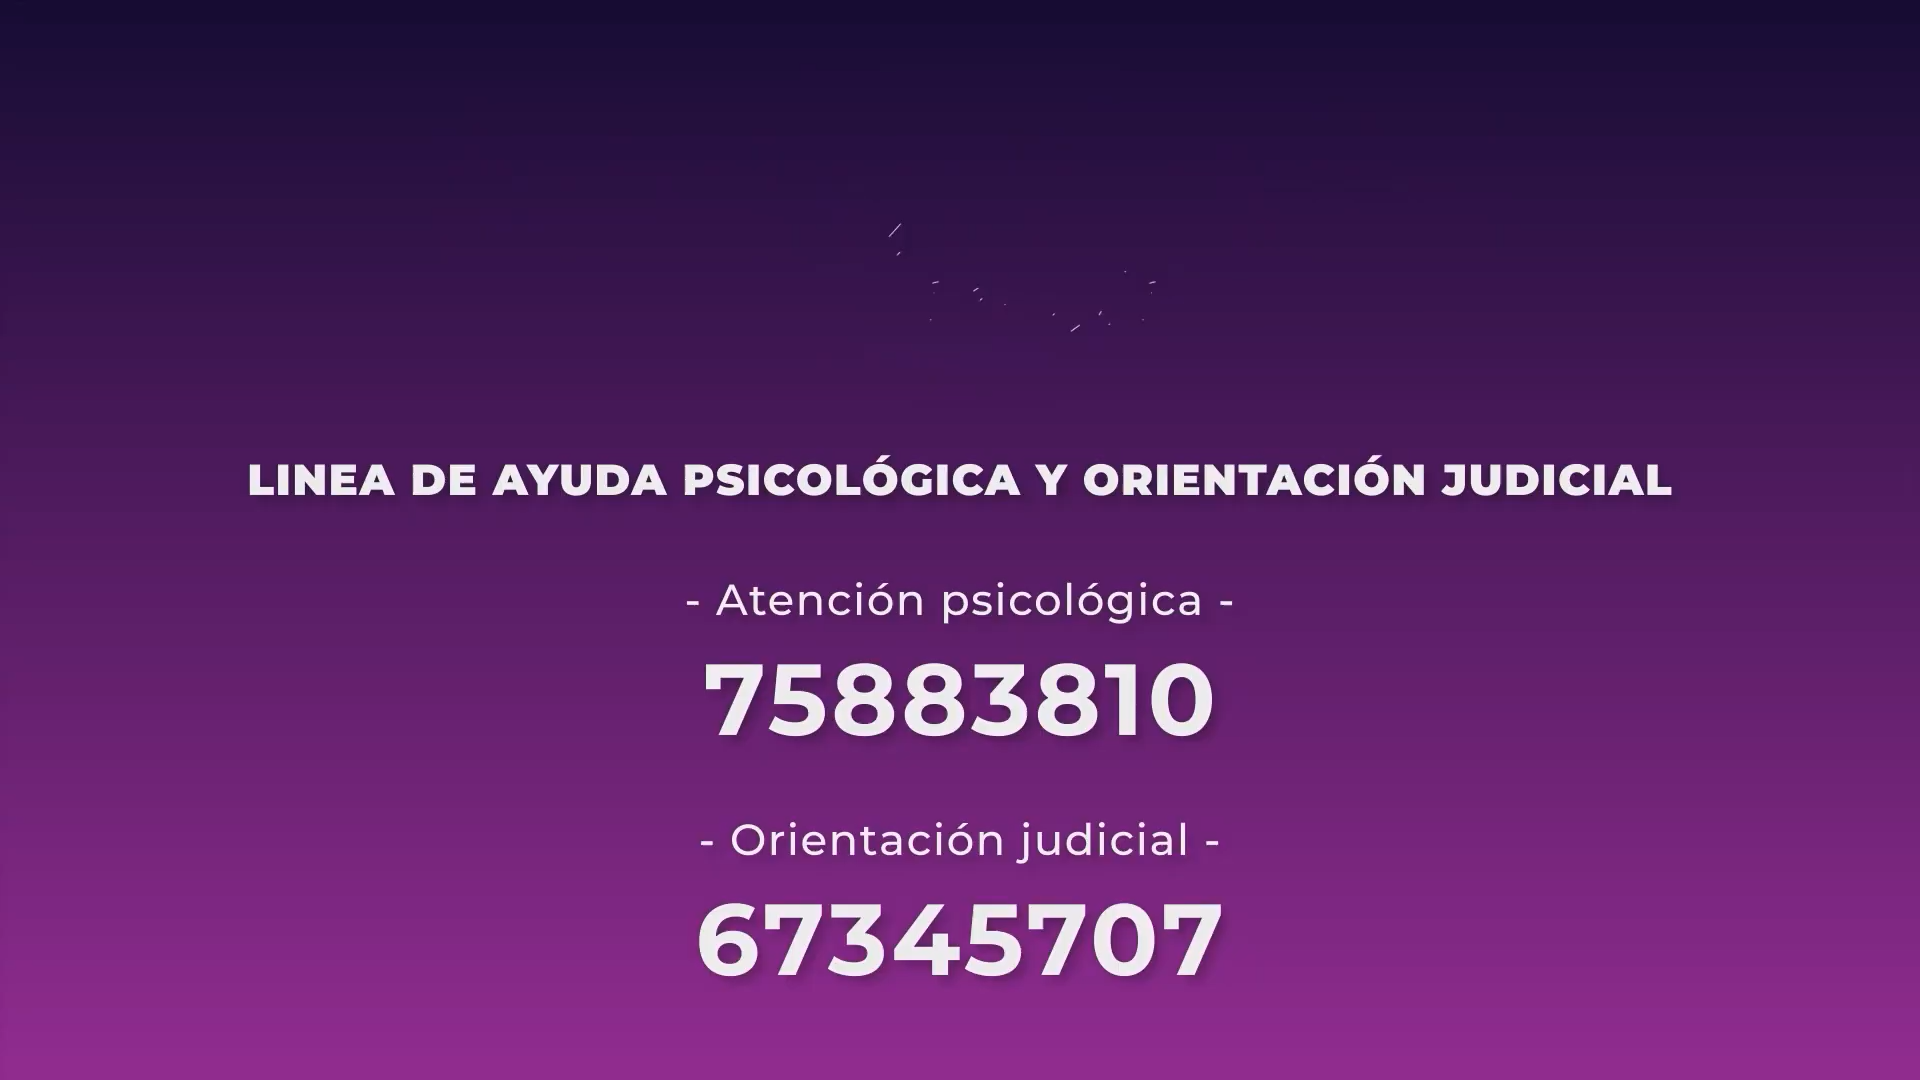 LINEA DE AYUDA PSICOLÓGICA Y ORIENTACIÓN JUDICIAL
- Atención psicológica -
75883810
- Orientación judicial -
67345707